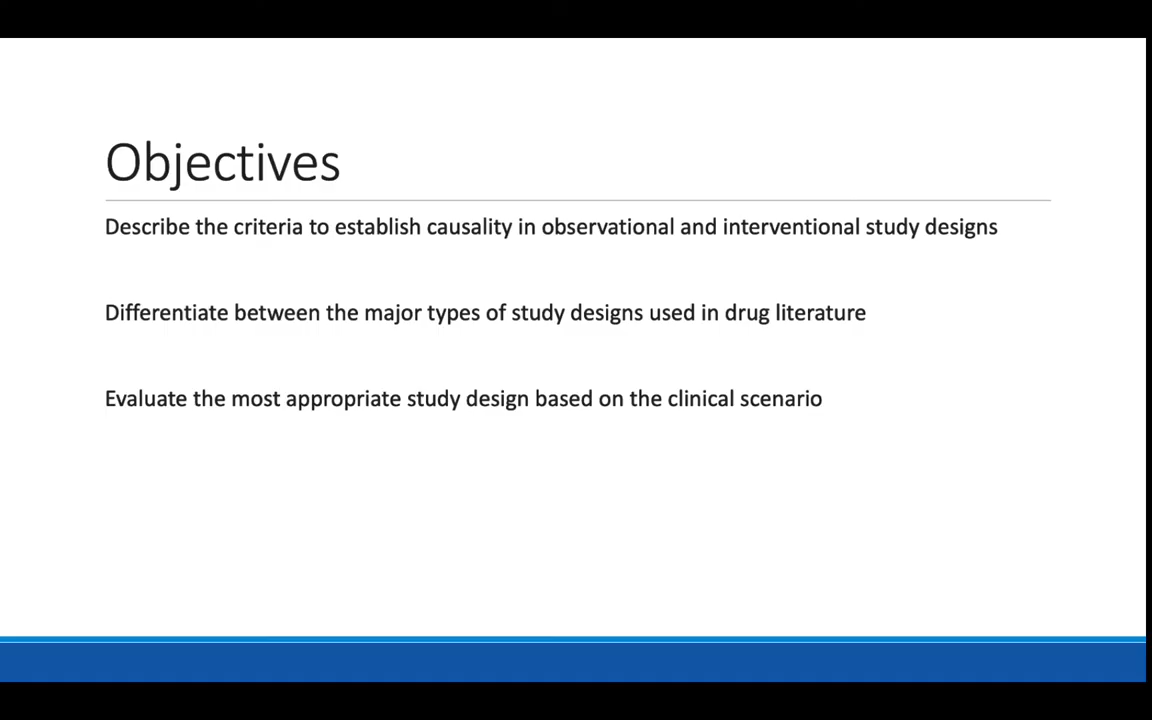 Objectives
Describe the criteria to establish causality in observational and interventional study designs
Differentiate between the major types of study designs used in drug literature
Evaluate the most appropriate study design based on the clinical scenario